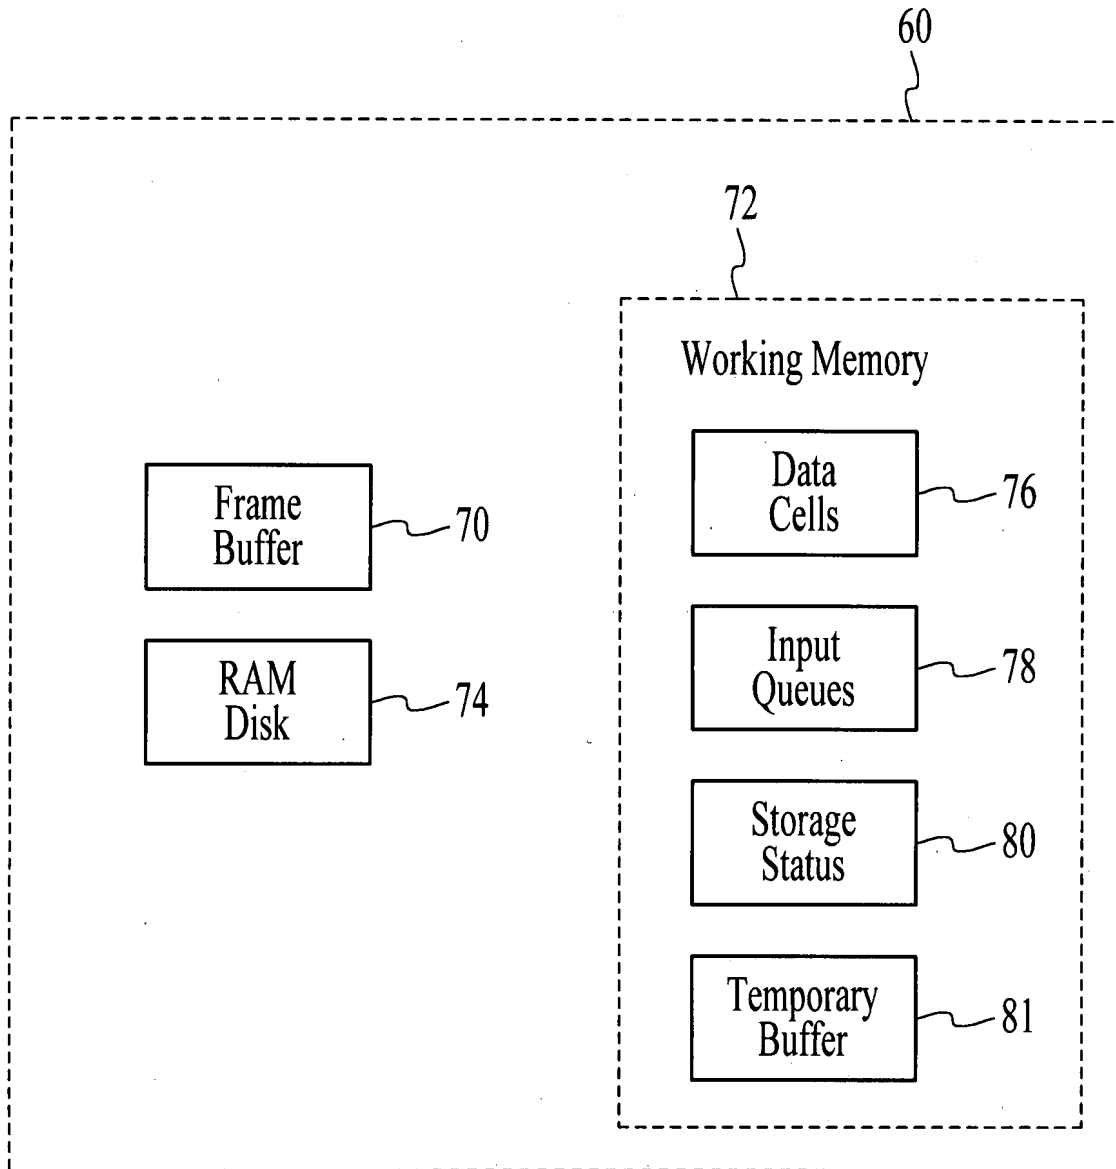 60
72
Working Memory
Data
Cells
76
Frame
Buffer
70
Input
Queues
78
RAM
Disk
74
Storage
Status
80
Temporary
Buffer
81